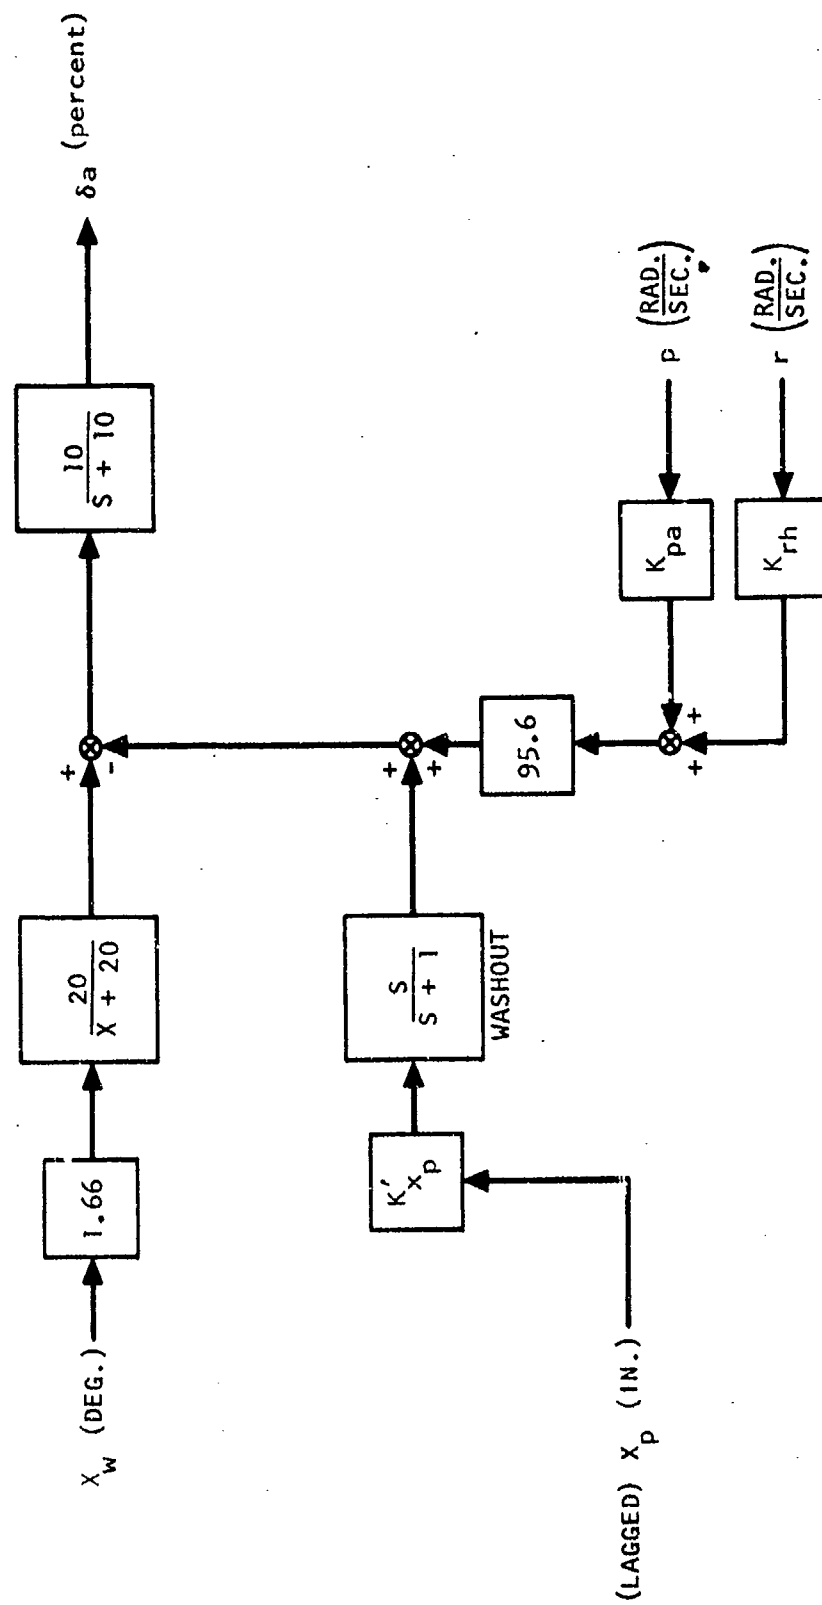 X_w (DEG.)
1.66
20
X + 20
+
-
10
S + 10
δa (percent)
(LAGGED) X_p (IN.)
K'_{x_p}
S
S + 1
WASHOUT
+
+
95.6
+
+
K_pa
p (RAD./SEC.)
K_rh
r (RAD./SEC.)